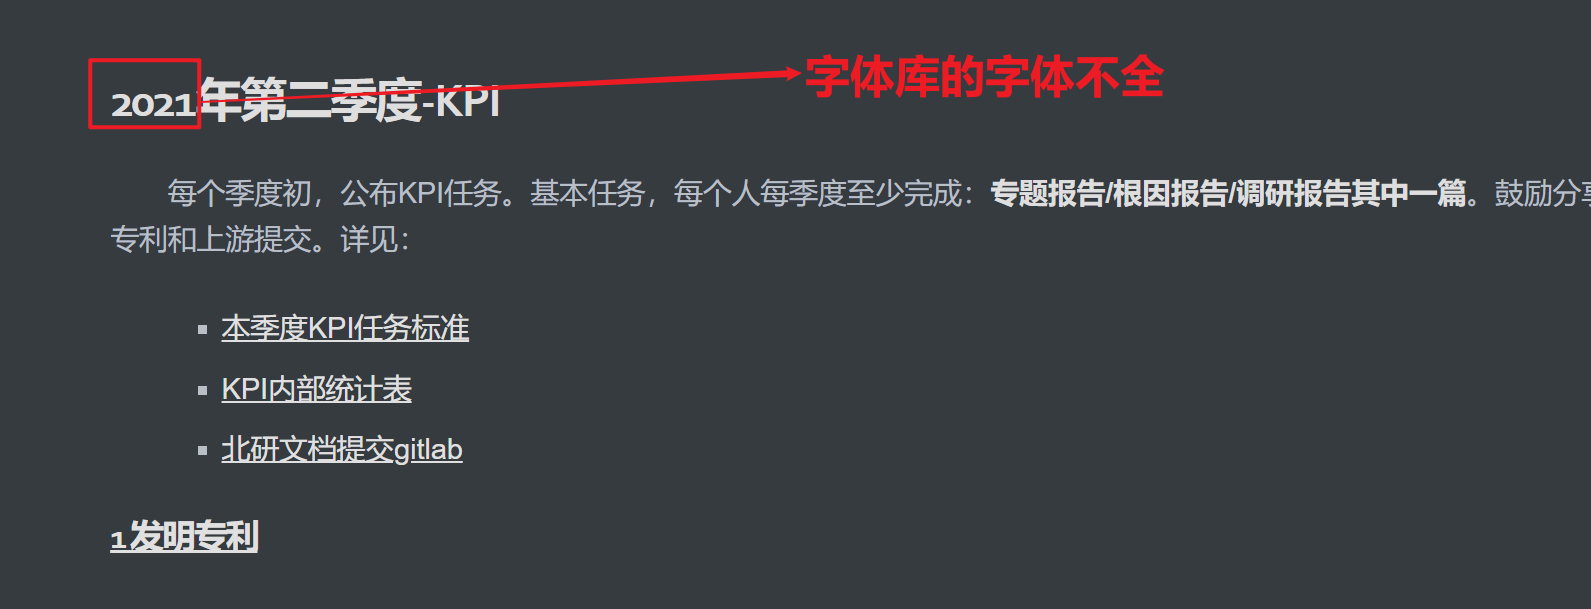 字体库的字体不全
2021年第二季度-KPI
每个季度初，公布KPI任务。基本任务，每个人每季度至少完成：专题报告/根因报告/调研报告其中一篇。鼓励分享
专利和上游提交。详见：
本季度KPI任务标准
KPI内部统计表
北研文档提交gitlab
1 发明专利